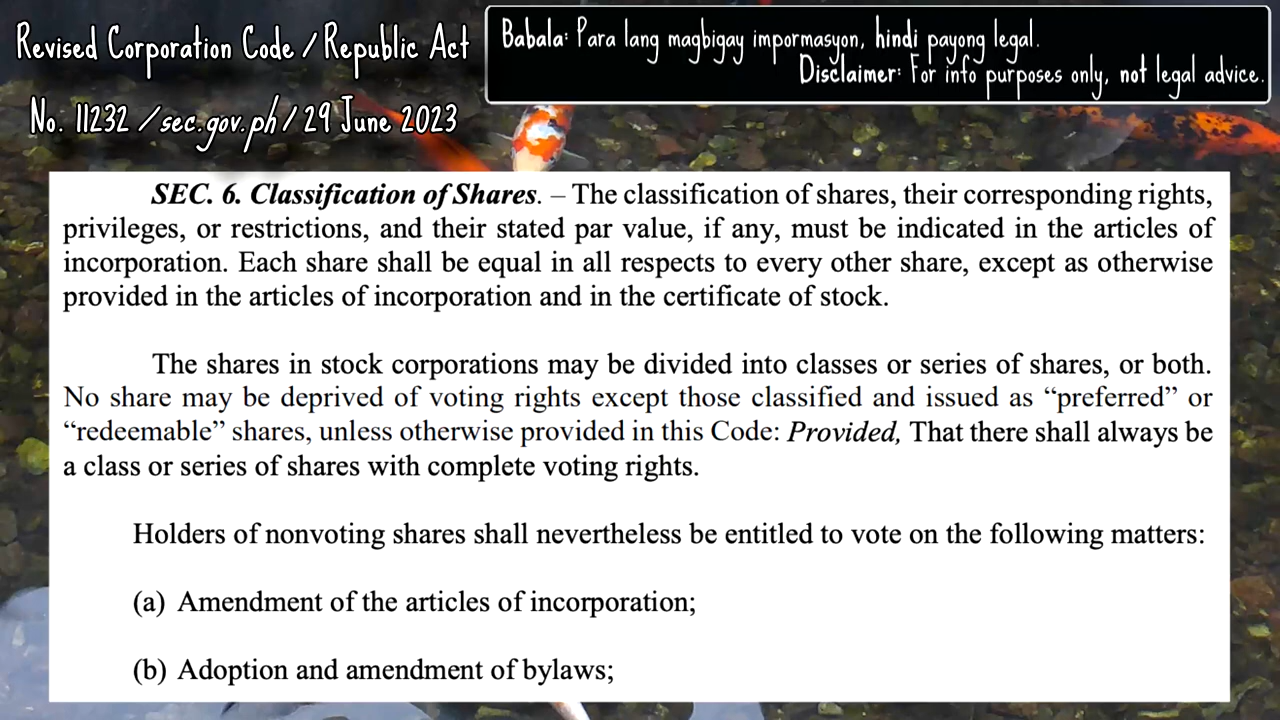 Revised Corporation Code / Republic Act
No. 11232 / sec.gov.ph / 29 June 2023
Babala: Para lang magbigay impormasyon, hindi payong legal.
Disclaimer: For info purposes only, not legal advice.
SEC. 6. Classification of Shares. – The classification of shares, their corresponding rights,
privileges, or restrictions, and their stated par value, if any, must be indicated in the articles of
incorporation. Each share shall be equal in all respects to every other share, except as otherwise
provided in the articles of incorporation and in the certificate of stock.
The shares in stock corporations may be divided into classes or series of shares, or both.
No share may be deprived of voting rights except those classified and issued as “preferred” or
“redeemable” shares, unless otherwise provided in this Code: Provided, That there shall always be
a class or series of shares with complete voting rights.
Holders of nonvoting shares shall nevertheless be entitled to vote on the following matters:
(a) Amendment of the articles of incorporation;
(b) Adoption and amendment of bylaws;